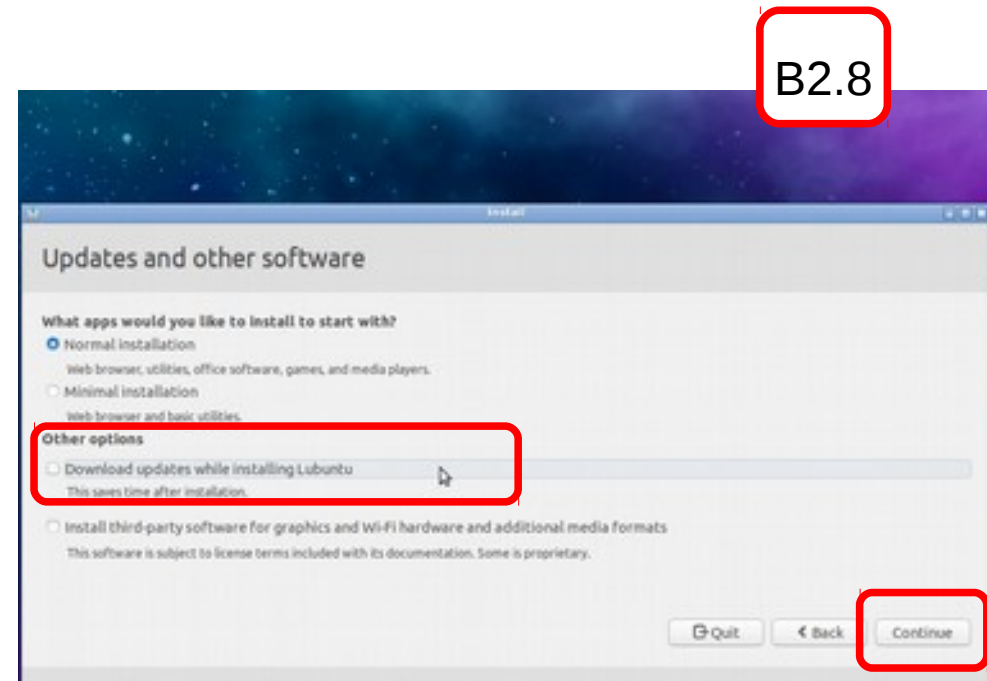 B2.8
Install
Updates and other software
What apps would you like to install to start with?
Normal installation
Web browser, utilities, office software, games, and media players.
Minimal installation
Web browser and basic utilities.
Other options
Download updates while installing Lubuntu
This saves time after installation.
Install third-party software for graphics and Wi-Fi hardware and additional media formats
This software is subject to license terms included with its documentation. Some is proprietary.
Quit
Back
Continue